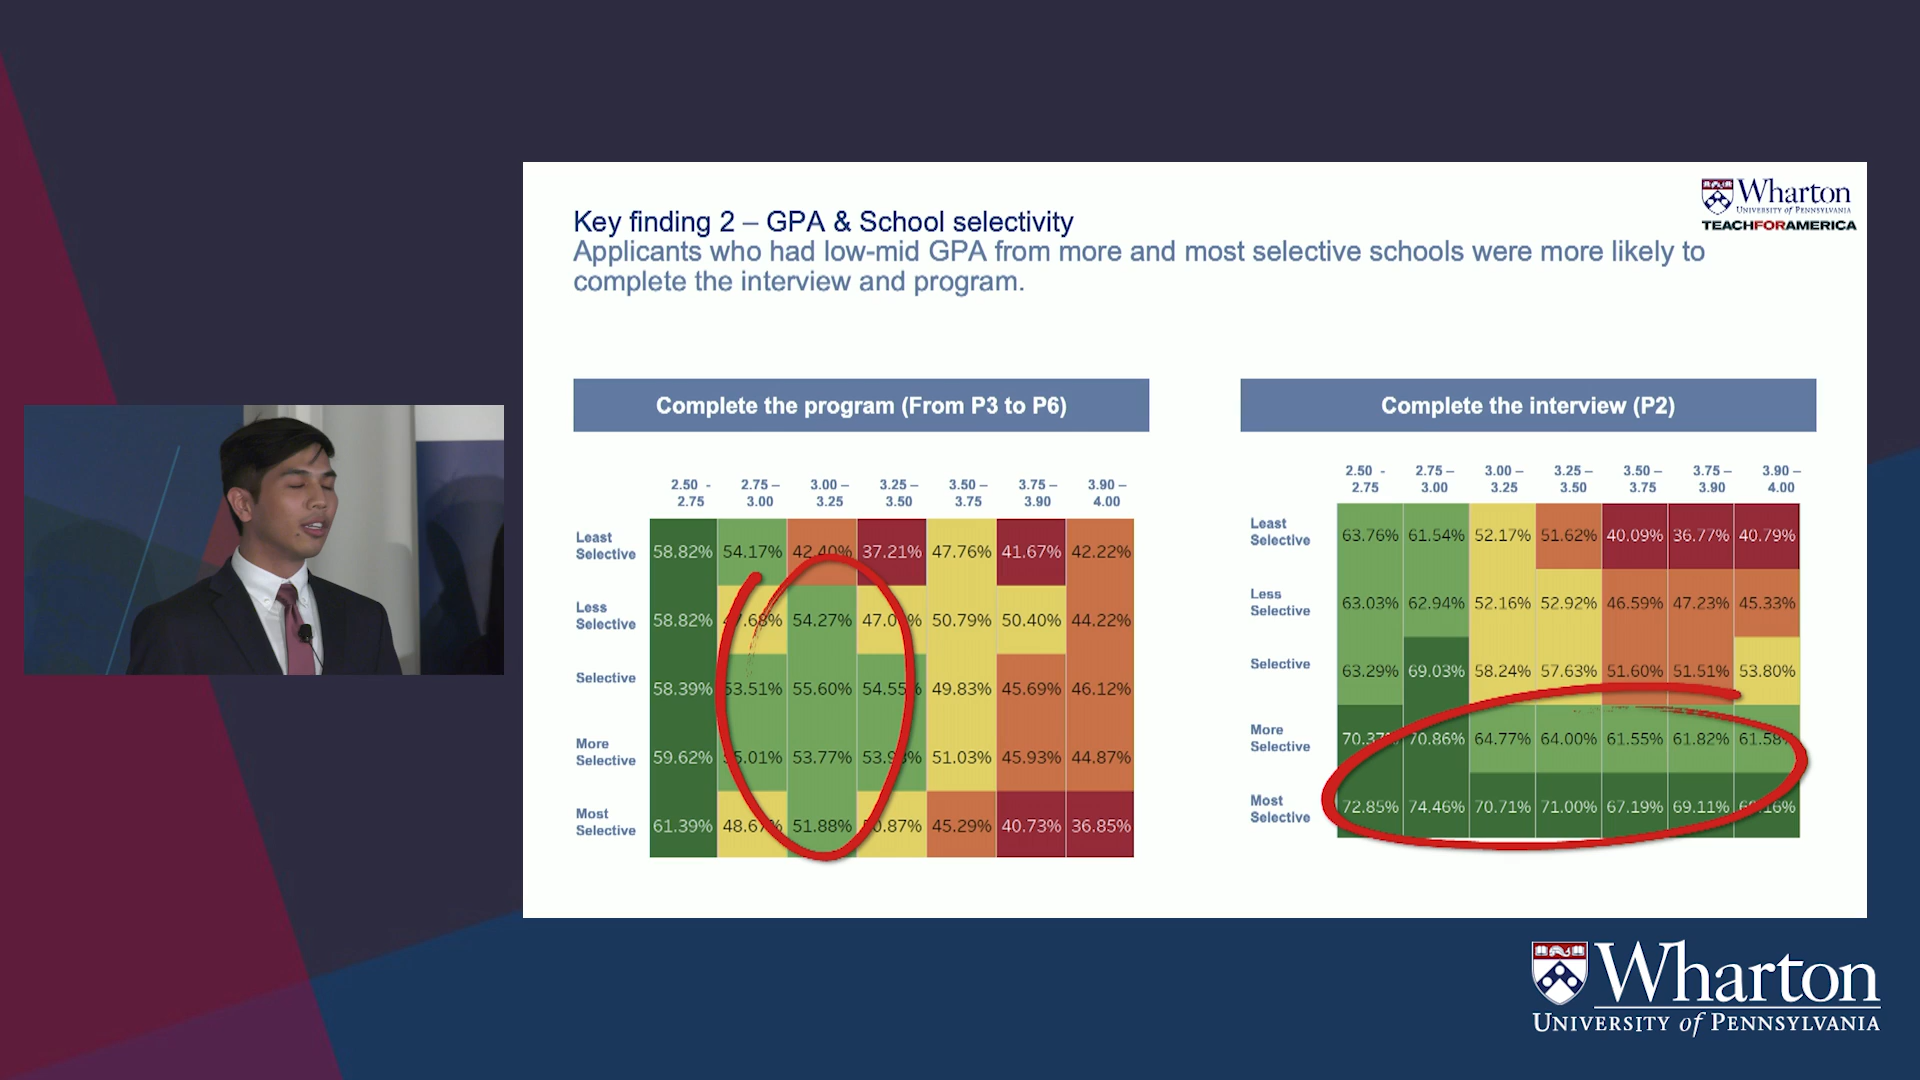 Wharton
UNIVERSITY of PENNSYLVANIA
TEACHFORAMERICA
Key finding 2 – GPA & School selectivity
Applicants who had low-mid GPA from more and most selective schools were more likely to
complete the interview and program.
Complete the program (From P3 to P6)
2.50 - 2.75 – 3.00 – 3.25 – 3.50 – 3.75 – 3.90 –
2.75 3.00 3.25 3.50 3.75 3.90 4.00
Least
Selective 58.82% 54.17% 42.40% 37.21% 47.76% 41.67% 42.22%
Less
Selective 58.82% 54.27% 50.79% 50.40% 44.22%
Selective 58.39% 53.51% 55.60% 54.55% 49.83% 45.69% 46.12%
More
Selective 59.62% 53.77% 51.03% 45.93% 44.87%
Most
Selective 61.39% 51.88% 45.29% 40.73% 36.85%
Complete the interview (P2)
2.50 - 2.75 – 3.00 – 3.25 – 3.50 – 3.75 – 3.90 –
2.75 3.00 3.25 3.50 3.75 3.90 4.00
Least
Selective 63.76% 61.54% 52.17% 51.62% 40.09% 36.77% 40.79%
Less
Selective 63.03% 62.94% 52.16% 52.92% 46.59% 47.23% 45.33%
Selective 63.29% 69.03% 58.24% 57.63% 51.60% 51.51% 53.80%
More
Selective 70.37% 70.86% 64.77% 64.00% 61.55% 61.82% 61.58%
Most
Selective 72.85% 74.46% 70.71% 71.00% 67.19% 69.11%
Wharton
UNIVERSITY of PENNSYLVANIA